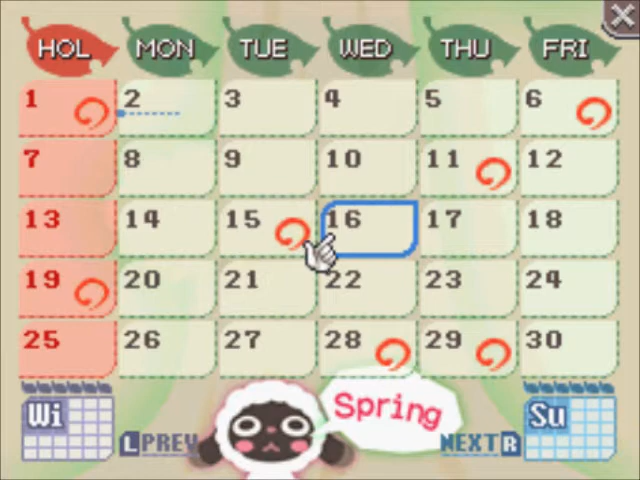 HOL MON TUE WED THU FRI
1 2 3 4 5 6
7 8 9 10 11 12
13 14 15 16 17 18
19 20 21 22 23 24
25 26 27 28 29 30
Spring
Wi L PREV NEXT R Su